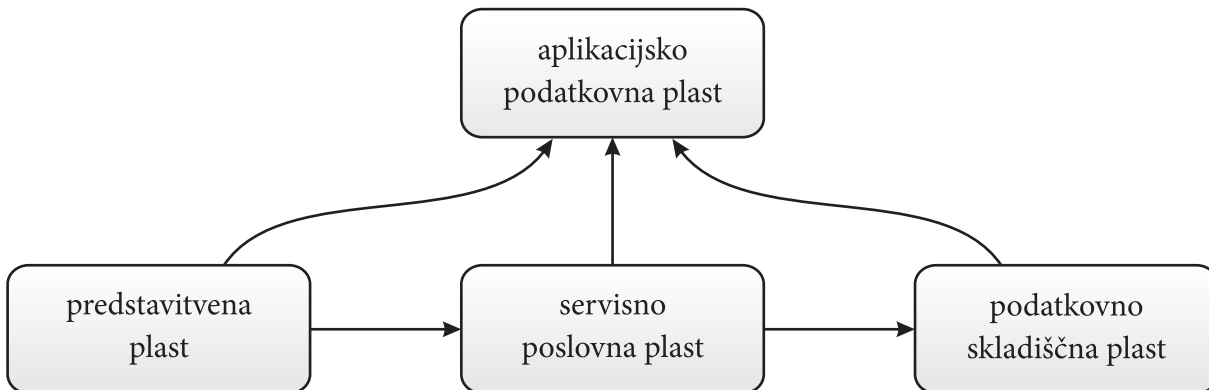 aplikacijsko
podatkovna plast
predstavitvena
plast
servisno
poslovna plast
podatkovno
skladiščna plast